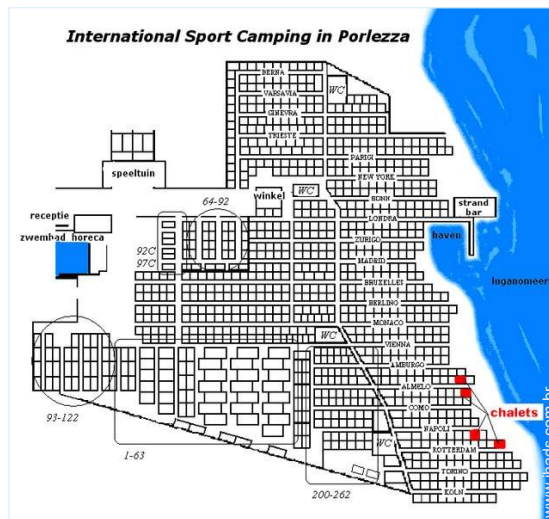 International Sport Camping in Porlezza
BERNA
WC
VARSAVIA
GINEVRA
TRIESTE
PARIGI
speeltuin
NEW YORK
64-92
winkel
WC
BONN
strand
bar
LONDRA
receptie
zwembad horeca
haven
ZURIGO
92C
97C
MADRID
luganomeer
BRUXELLES
BERLINO
MONACO
WC
VIENNA
AMBURGO
ALMELO
chalets
COMO
93-122
NAPOLI
WC
1-63
ROTTERDAM
TORINO
200-262
KOLN